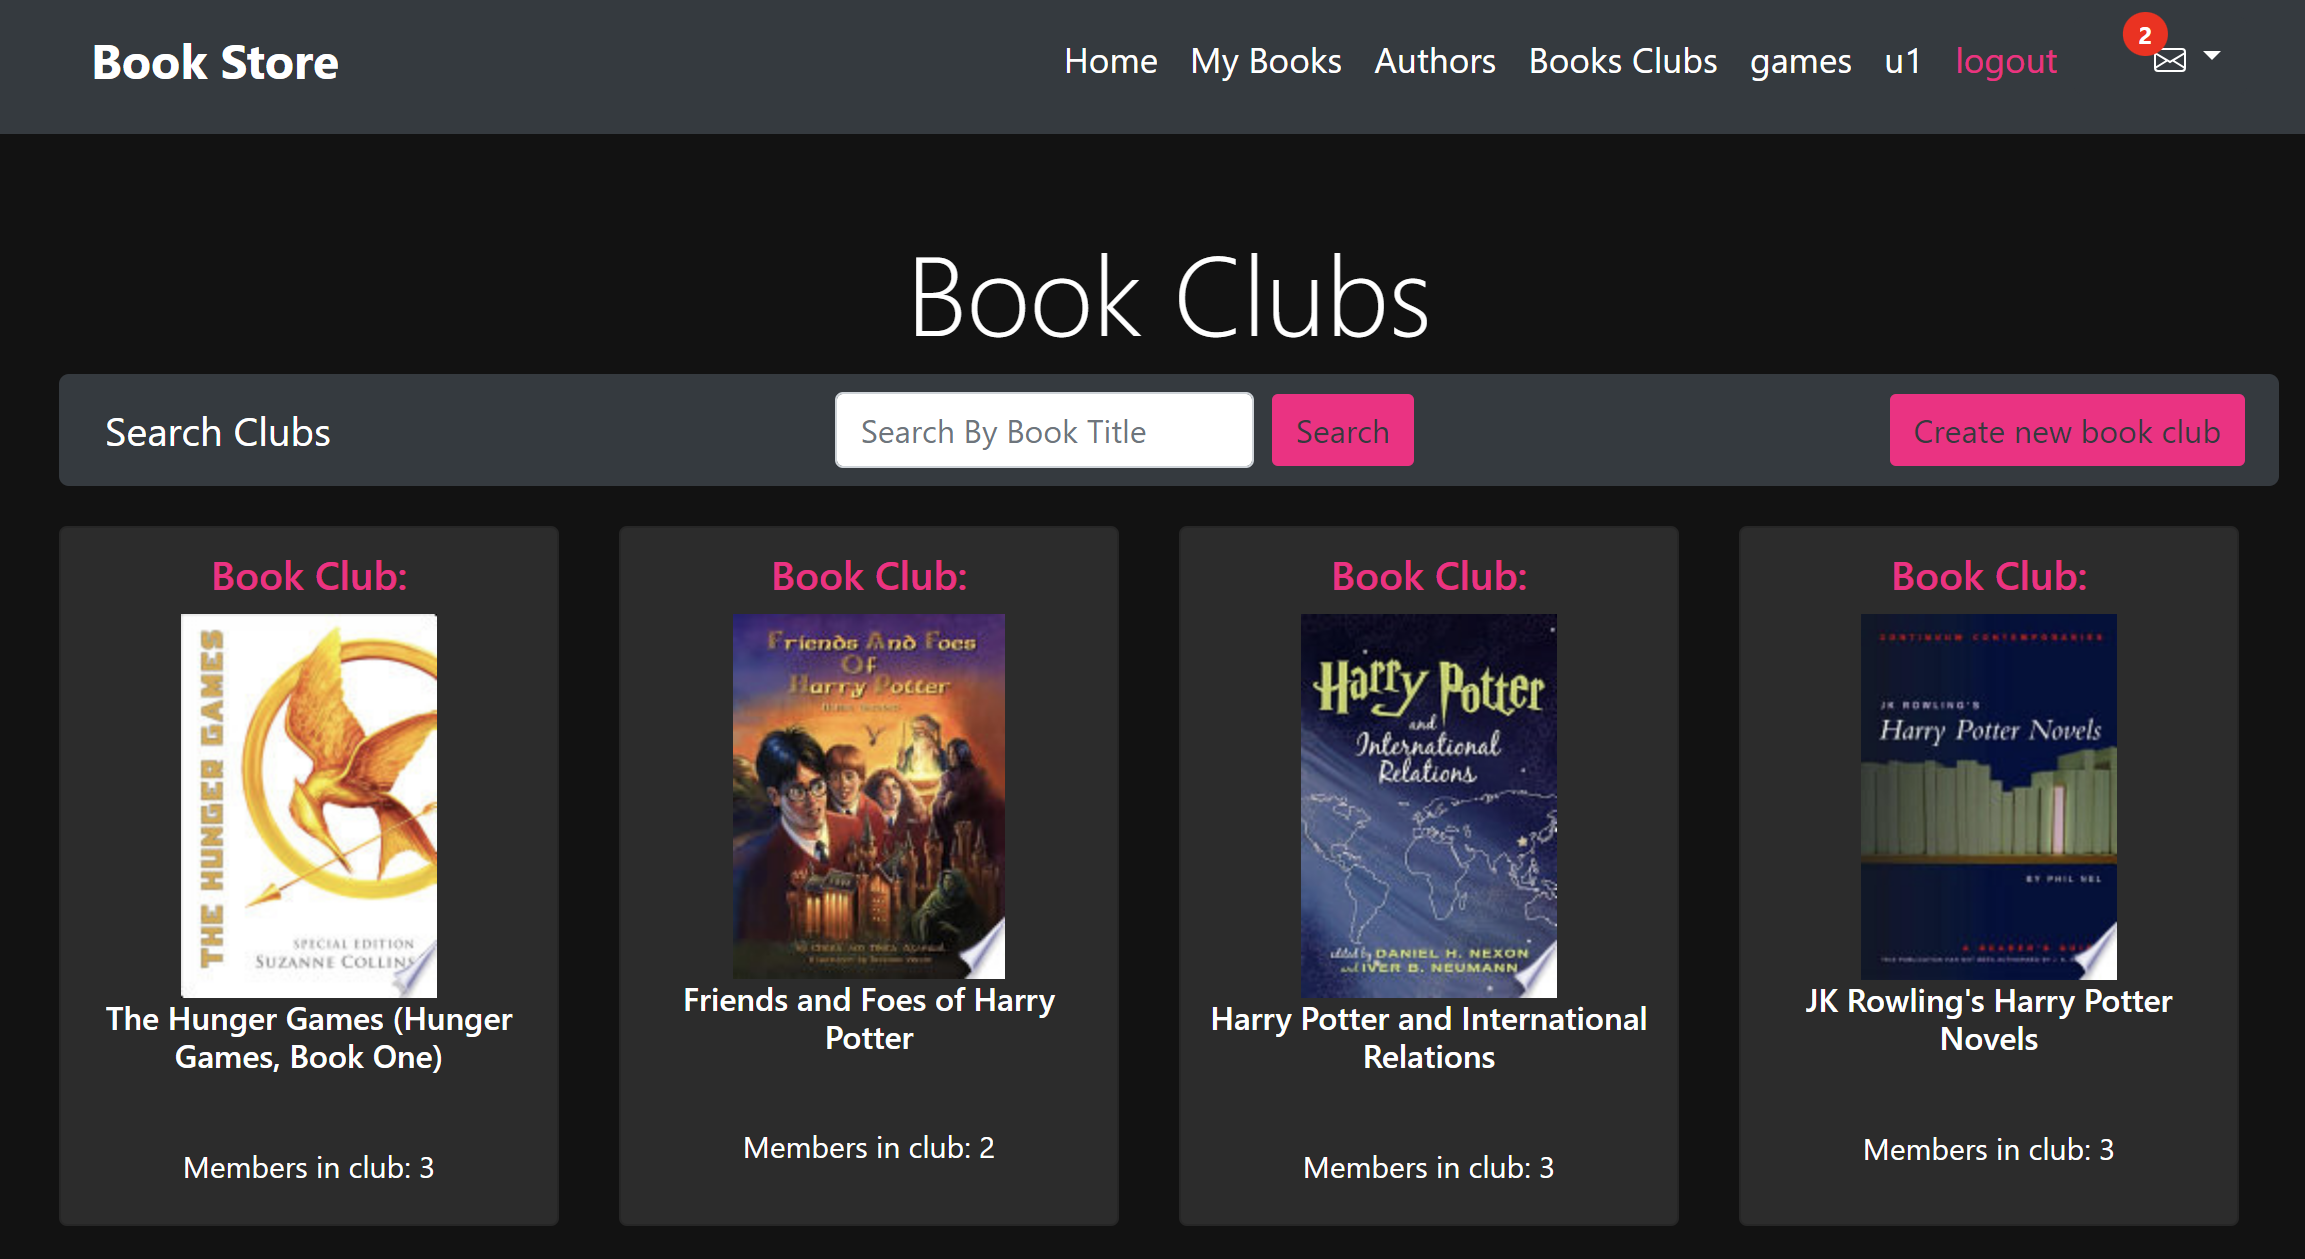 Book Store
Home My Books Authors Books Clubs games u1 logout 2
Book Clubs
Search Clubs Search By Book Title Search Create new book club
Book Club:
THE HUNGER GAMES
SPECIAL EDITION
SUZANNE COLLINS
The Hunger Games (Hunger
Games, Book One)
Members in club: 3
Book Club:
Friends And Foes
Of
Harry Potter
Friends and Foes of Harry
Potter
Members in club: 2
Book Club:
Harry Potter
and
International
Relations
edited by DANIEL H. NEXON
and IVER B. NEUMANN
Harry Potter and International
Relations
Members in club: 3
Book Club:
CONTINUUM CONTEMPORARIES
JK ROWLING'S
Harry Potter Novels
BY PHIL NEL
JK Rowling's Harry Potter
Novels
Members in club: 3